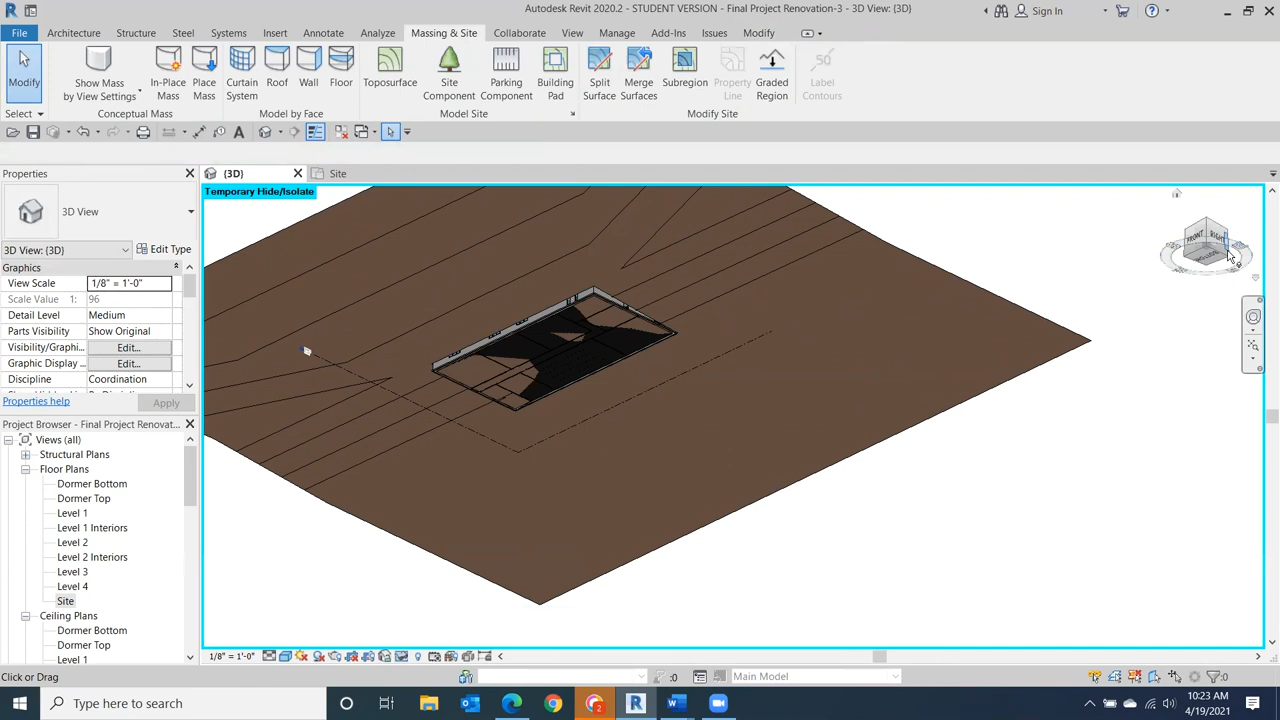 Autodesk Revit 2020.2 - STUDENT VERSION - Final Project Renovation-3 - 3D View: {3D}
Sign In
File Architecture Structure Steel Systems Insert Annotate Analyze Massing & Site Collaborate View Manage Add-Ins Issues Modify
Modify
Show Mass
by View Settings
In-Place
Mass
Place
Mass
Curtain
System
Roof
Wall
Floor
Toposurface
Site
Component
Parking
Component
Building
Pad
Split
Surface
Merge
Surfaces
Subregion
Property
Line
Graded
Region
50
Label
Contours
Select
Conceptual Mass
Model by Face
Model Site
Modify Site
Properties
{3D}
Site
Temporary Hide/Isolate
3D View
3D View: {3D}
Edit Type
Graphics
View Scale 1/8" = 1'-0"
Scale Value 1: 96
Detail Level Medium
Parts Visibility Show Original
Visibility/Graphi... Edit...
Graphic Display ... Edit...
Discipline Coordination
Properties help
Apply
Project Browser - Final Project Renovat...
Views (all)
Structural Plans
Floor Plans
Dormer Bottom
Dormer Top
Level 1
Level 1 Interiors
Level 2
Level 2 Interiors
Level 3
Level 4
Site
Ceiling Plans
Dormer Bottom
Dormer Top
Level 1
FRONT
RIGHT
1/8" = 1'-0"
Click or Drag
:0
Main Model
:0
Type here to search
2
10:23 AM
4/19/2021